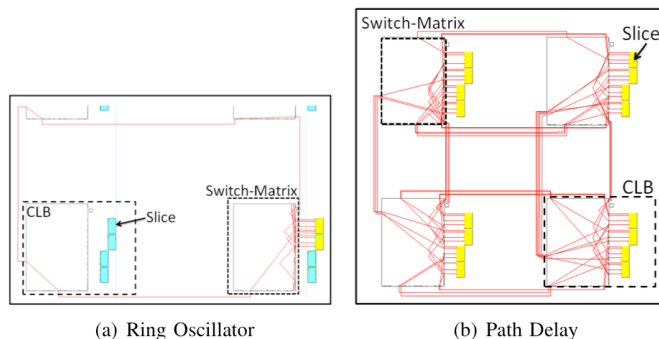 Switch-Matrix
Slice
CLB
Slice
Switch-Matrix
CLB
(a) Ring Oscillator
(b) Path Delay